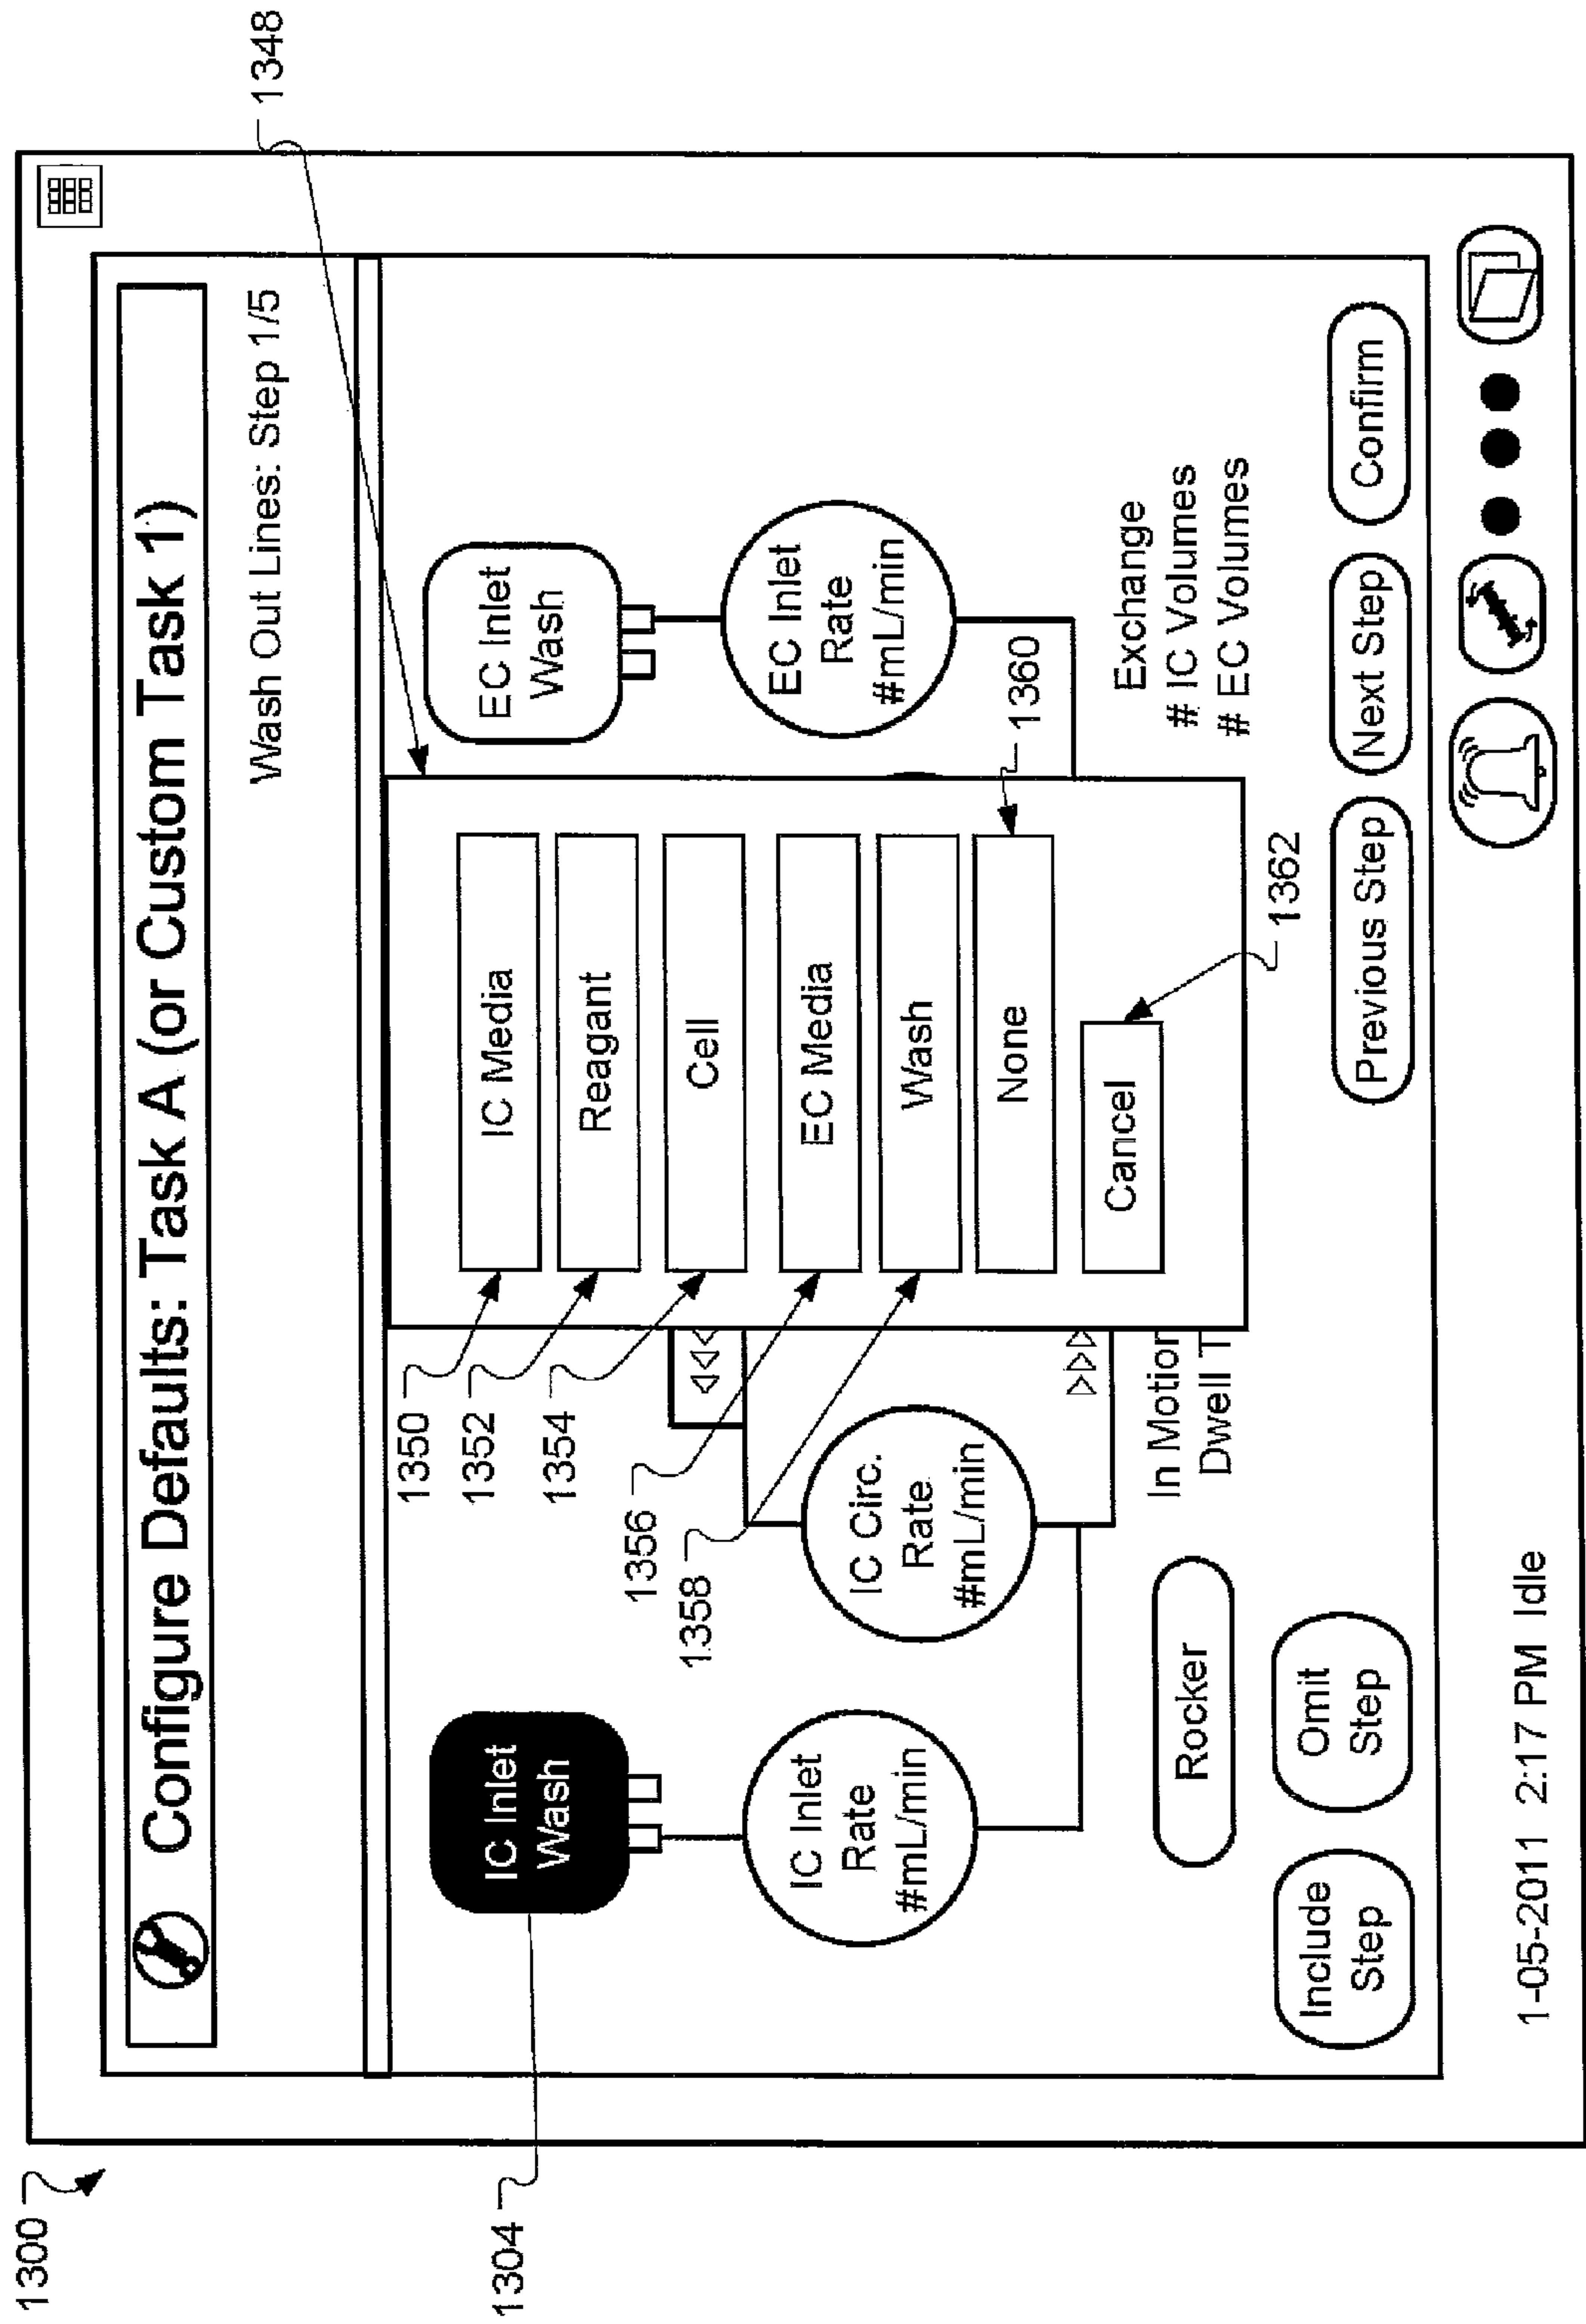 1300
1348
Configure Defaults: Task A (or Custom Task 1)
Wash Out Lines: Step 1/5
1304
IC Inlet
Wash
IC Inlet
Rate
#mL/min
IC Circ.
Rate
#mL/min
1350
1352
1354
1356
1358
IC Media
Reagant
Cell
EC Media
Wash
None
Cancel
1360
1362
EC Inlet
Wash
EC Inlet
Rate
#mL/min
In Motion
Dwell T
Exchange
# IC Volumes
# EC Volumes
Rocker
Include
Step
Omit
Step
Previous Step
Next Step
Confirm
1-05-2011 2:17 PM Idle